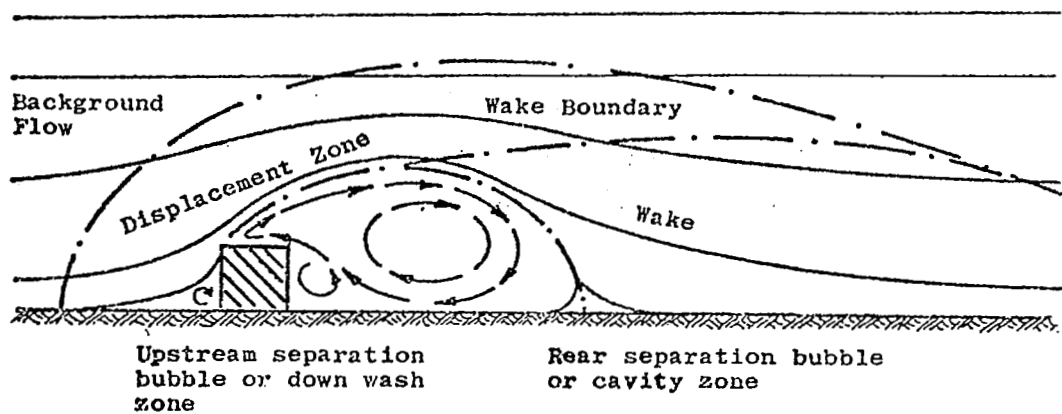 Background
Flow
Wake Boundary
Displacement Zone
Wake
Upstream separation
bubble or down wash
zone
Rear separation bubble
or cavity zone